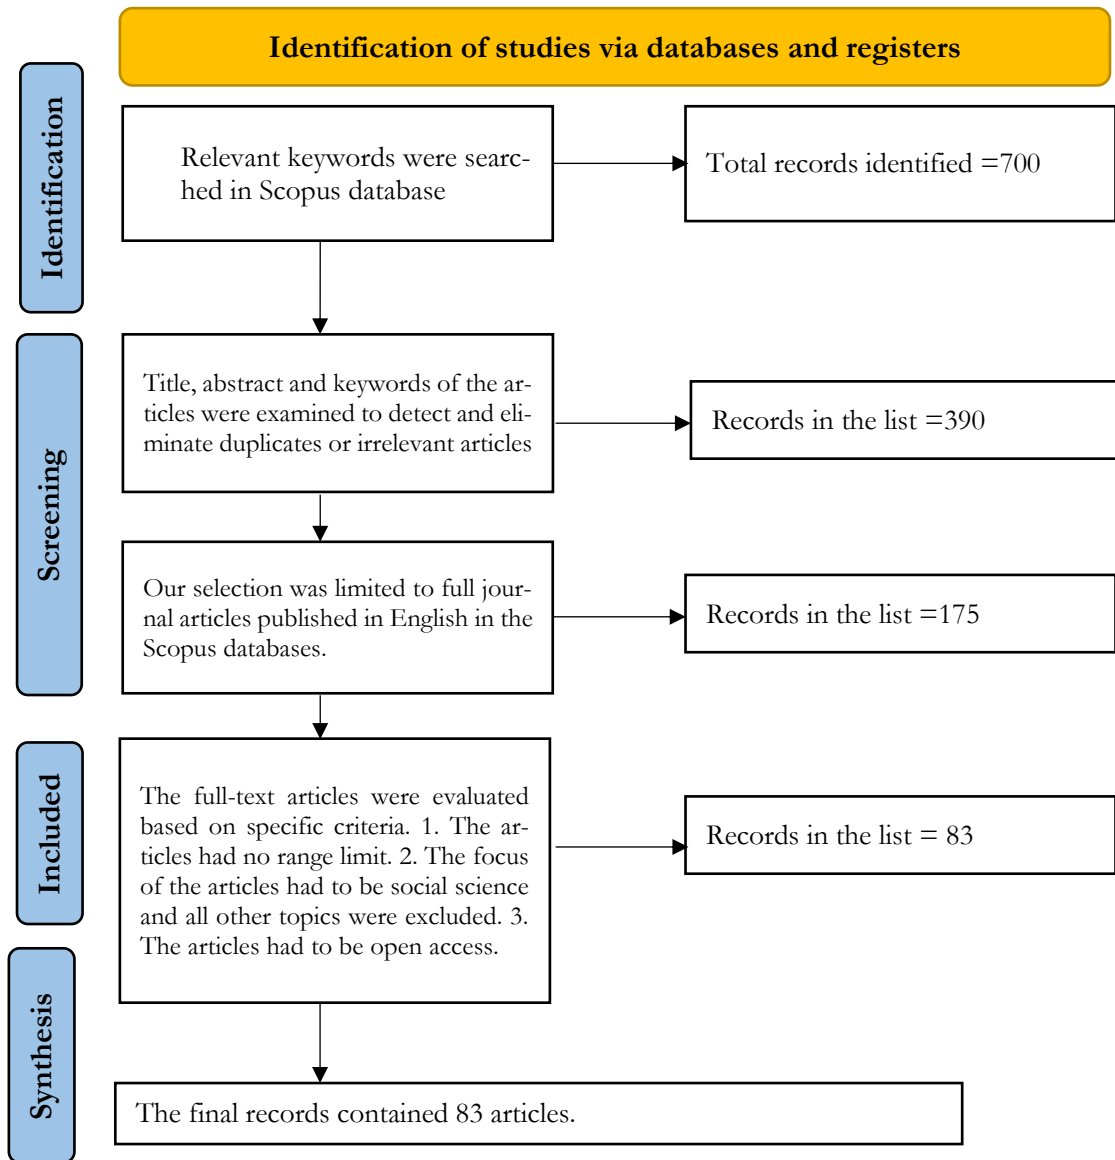 Identification of studies via databases and registers
Identification
Relevant keywords were sear-
ched in Scopus database
Total records identified =700
Screening
Title, abstract and keywords of the ar-
ticles were examined to detect and eli-
minate duplicates or irrelevant articles
Records in the list =390
Our selection was limited to full jour-
nal articles published in English in the
Scopus databases.
Records in the list =175
Included
The full-text articles were evaluated
based on specific criteria. 1. The ar-
ticles had no range limit. 2. The focus
of the articles had to be social science
and all other topics were excluded. 3.
The articles had to be open access.
Records in the list = 83
Synthesis
The final records contained 83 articles.